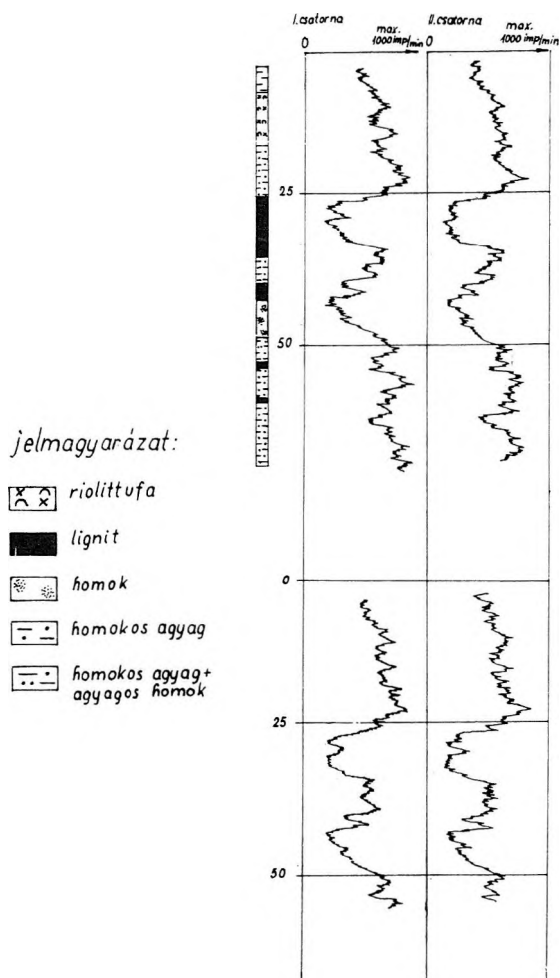 I. csatorna
max.
1000 imp/min
0
II. csatorna
max.
1000 imp/min
0
25
50
0
25
50
jelmagyarázat:
riolittufa
lignit
homok
homokos agyag
homokos agyag+
agyagos homok